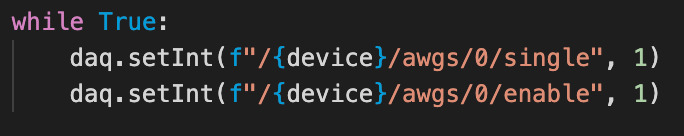 while True:
    daq.setInt(f"/{device}/awgs/0/single", 1)
    daq.setInt(f"/{device}/awgs/0/enable", 1)